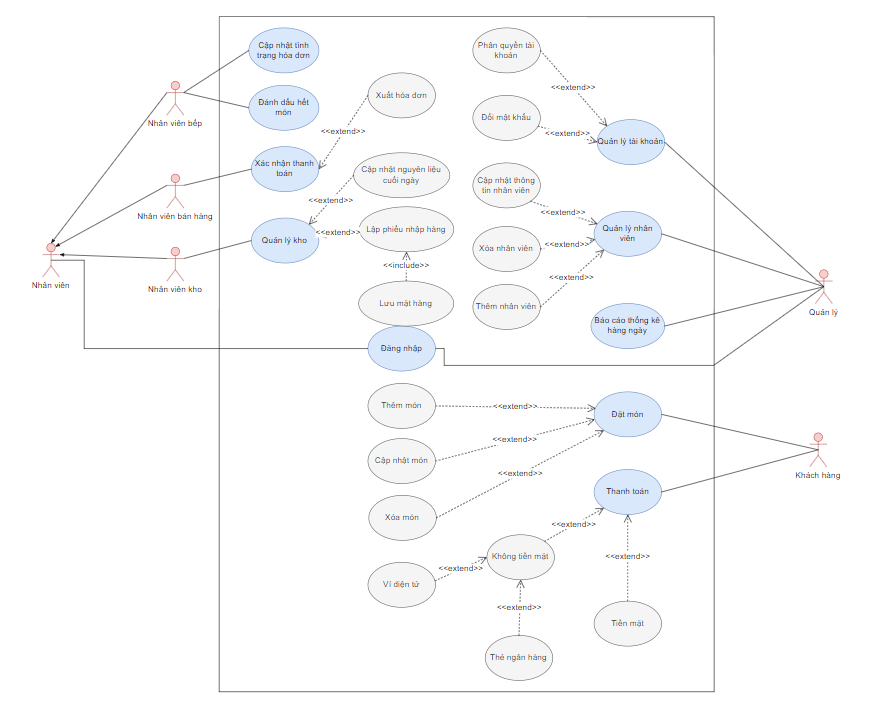 Cập nhật tình
trạng hóa đơn
Phân quyền tài
khoản
<<extend>>
Nhân viên bếp
Đánh dấu hết
món
Xuất hóa đơn
Đổi mật khẩu
<<extend>>
<<extend>>
Quản lý tài khoản
Xác nhận thanh
toán
Cập nhật nguyên liệu
cuối ngày
Cập nhật thông
tin nhân viên
<<extend>>
Nhân viên bán hàng
<<extend>>
Quản lý kho
<<extend>>
Lập phiếu nhập hàng
Quản lý nhân
viên
Xóa nhân viên
<<extend>>
<<include>>
<<extend>>
Nhân viên
Nhân viên kho
Lưu mặt hàng
Thêm nhân viên
Quản lý
Báo cáo thống kê
hàng ngày
Đăng nhập
Thêm món
<<extend>>
Đặt món
<<extend>>
Cập nhật món
<<extend>>
Khách hàng
Thanh toán
Xóa món
<<extend>>
Không tiền mặt
<<extend>>
<<extend>>
Ví điện tử
<<extend>>
Tiền mặt
Thẻ ngân hàng